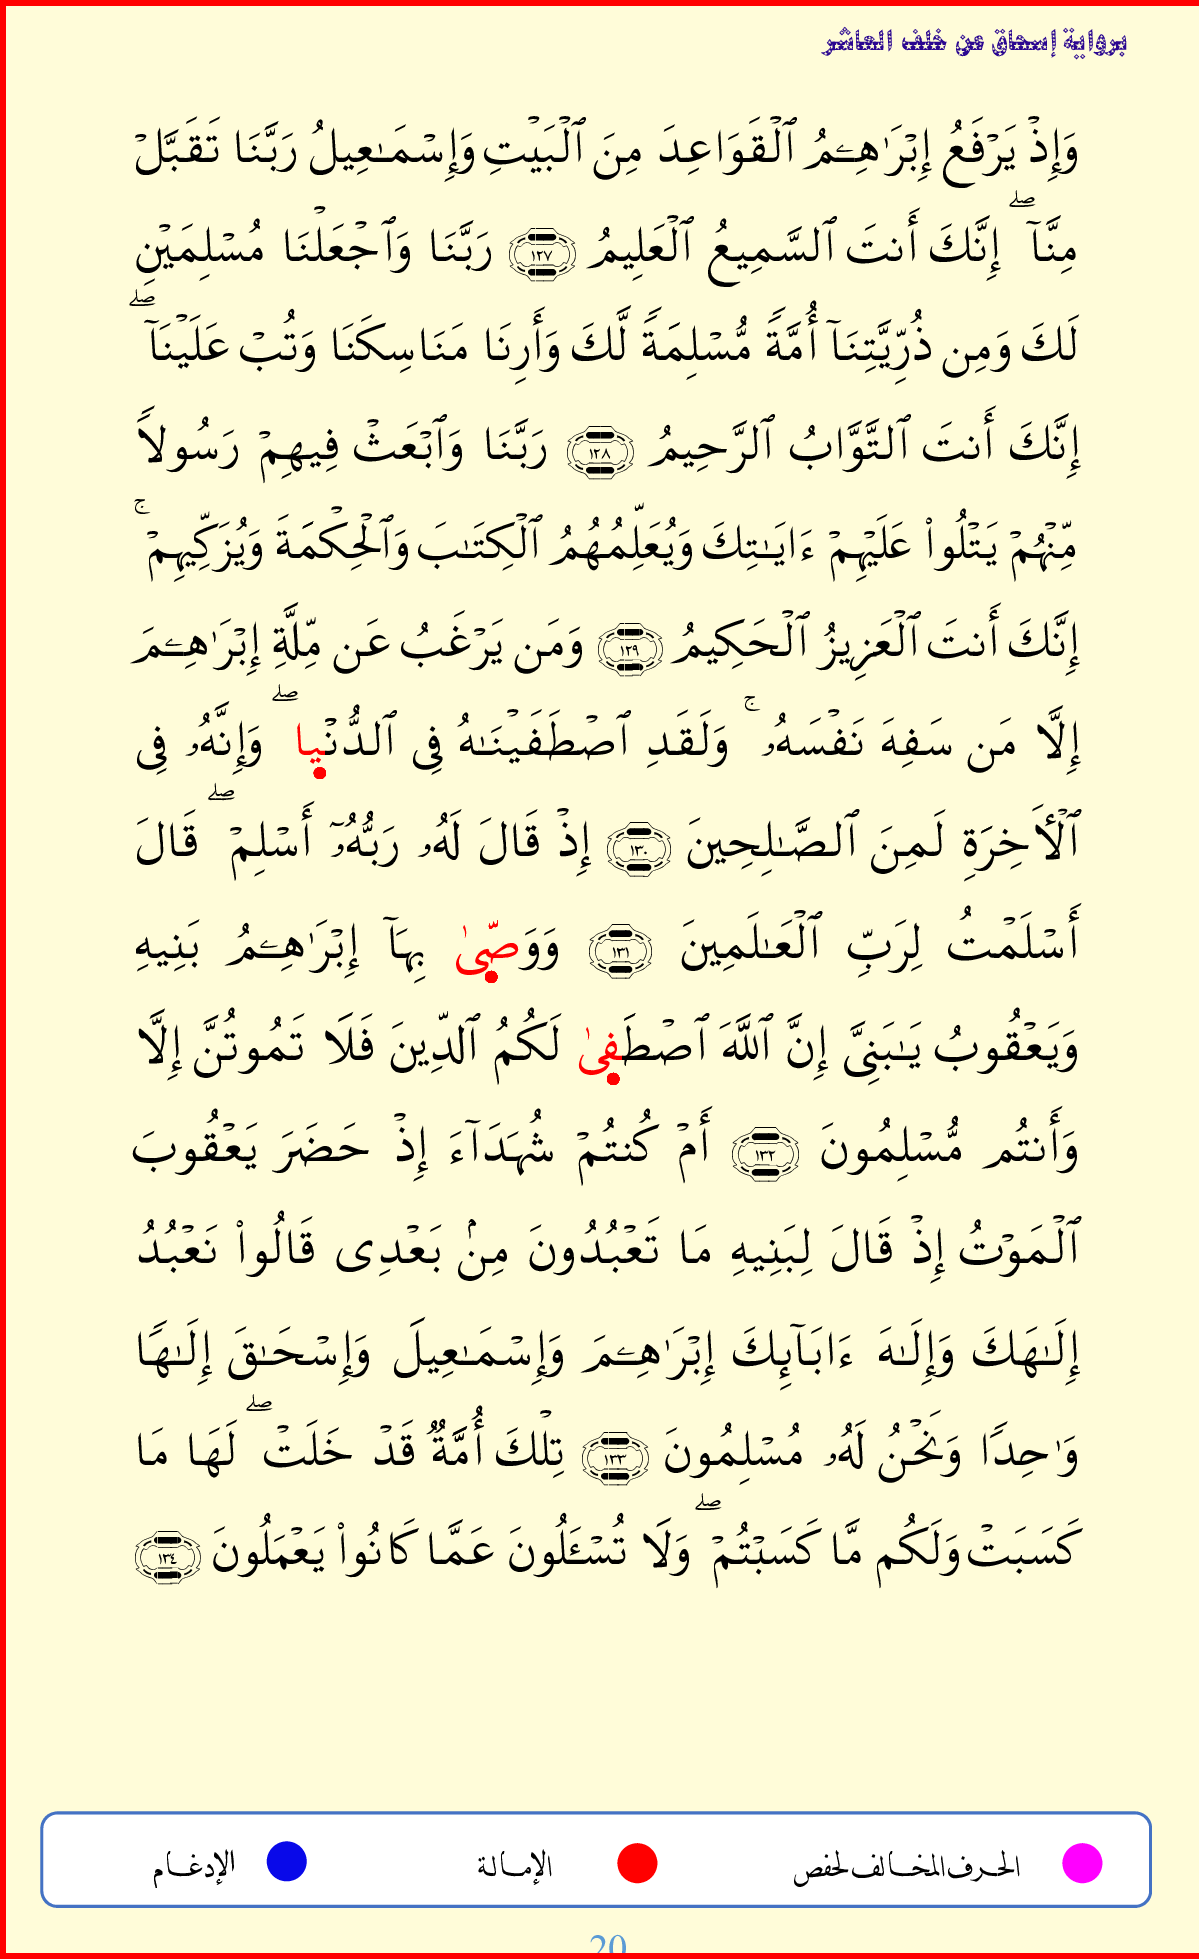 برواية إسحاق عن خلف العاشر
وَإِذۡ يَرۡفَعُ إِبۡرَٰهِـۧمُ ٱلۡقَوَاعِدَ مِنَ ٱلۡبَيۡتِ وَإِسۡمَـٰعِيلُ رَبَّنَا تَقَبَّلۡ
مِنَّآۖ إِنَّكَ أَنتَ ٱلسَّمِيعُ ٱلۡعَلِيمُ ١٢٧ رَبَّنَا وَٱجۡعَلۡنَا مُسۡلِمَيۡنِ
لَكَ وَمِن ذُرِّيَّتِنَآ أُمَّةً مُّسۡلِمَةً لَّكَ وَأَرِنَا مَنَاسِكَنَا وَتُبۡ عَلَيۡنَآۖ
إِنَّكَ أَنتَ ٱلتَّوَّابُ ٱلرَّحِيمُ ١٢٨ رَبَّنَا وَٱبۡعَثۡ فِيهِمۡ رَسُولًا
مِّنۡهُمۡ يَتۡلُواْ عَلَيۡهِمۡ ءَايَـٰتِكَ وَيُعَلِّمُهُمُ ٱلۡكِتَـٰبَ وَٱلۡحِكۡمَةَ وَيُزَكِّيهِمۡۚ
إِنَّكَ أَنتَ ٱلۡعَزِيزُ ٱلۡحَكِيمُ ١٢٩ وَمَن يَرۡغَبُ عَن مِّلَّةِ إِبۡرَٰهِـۧمَ
إِلَّا مَن سَفِهَ نَفۡسَهُۥۚ وَلَقَدِ ٱصۡطَفَيۡنَـٰهُ فِى ٱلدُّنۡياۖ وَإِنَّهُۥ فِى
ٱلۡأَخِرَةِ لَمِنَ ٱلصَّـٰلِحِينَ ١٣٠ إِذۡ قَالَ لَهُۥ رَبُّهُۥٓ أَسۡلِمۡۖ قَالَ
أَسۡلَمۡتُ لِرَبِّ ٱلۡعَـٰلَمِينَ ١٣١ وَوَصّىٰ بِهَآ إِبۡرَٰهِـۧمُ بَنِيهِ
وَيَعۡقُوبُ يَـٰبَنِىَّ إِنَّ ٱللَّهَ ٱصۡطَفىٰ لَكُمُ ٱلدِّينَ فَلَا تَمُوتُنَّ إِلَّا
وَأَنتُم مُّسۡلِمُونَ ١٣٢ أَمۡ كُنتُمۡ شُهَدَآءَ إِذۡ حَضَرَ يَعۡقُوبَ
ٱلۡمَوۡتُ إِذۡ قَالَ لِبَنِيهِ مَا تَعۡبُدُونَ مِنۢ بَعۡدِى قَالُواْ نَعۡبُدُ
إِلَـٰهَكَ وَإِلَـٰهَ ءَابَآئِكَ إِبۡرَٰهِـۧمَ وَإِسۡمَـٰعِيلَ وَإِسۡحَـٰقَ إِلَـٰهًا
وَٰحِدًا وَنَحۡنُ لَهُۥ مُسۡلِمُونَ ١٣٣ تِلۡكَ أُمَّةٌ قَدۡ خَلَتۡۖ لَهَا مَا
كَسَبَتۡ وَلَكُم مَّا كَسَبۡتُمۡۖ وَلَا تُسۡـَٔلُونَ عَمَّا كَانُواْ يَعۡمَلُونَ ١٣٤
الحرف المخالف لحفص الإمالة الإدغام
20